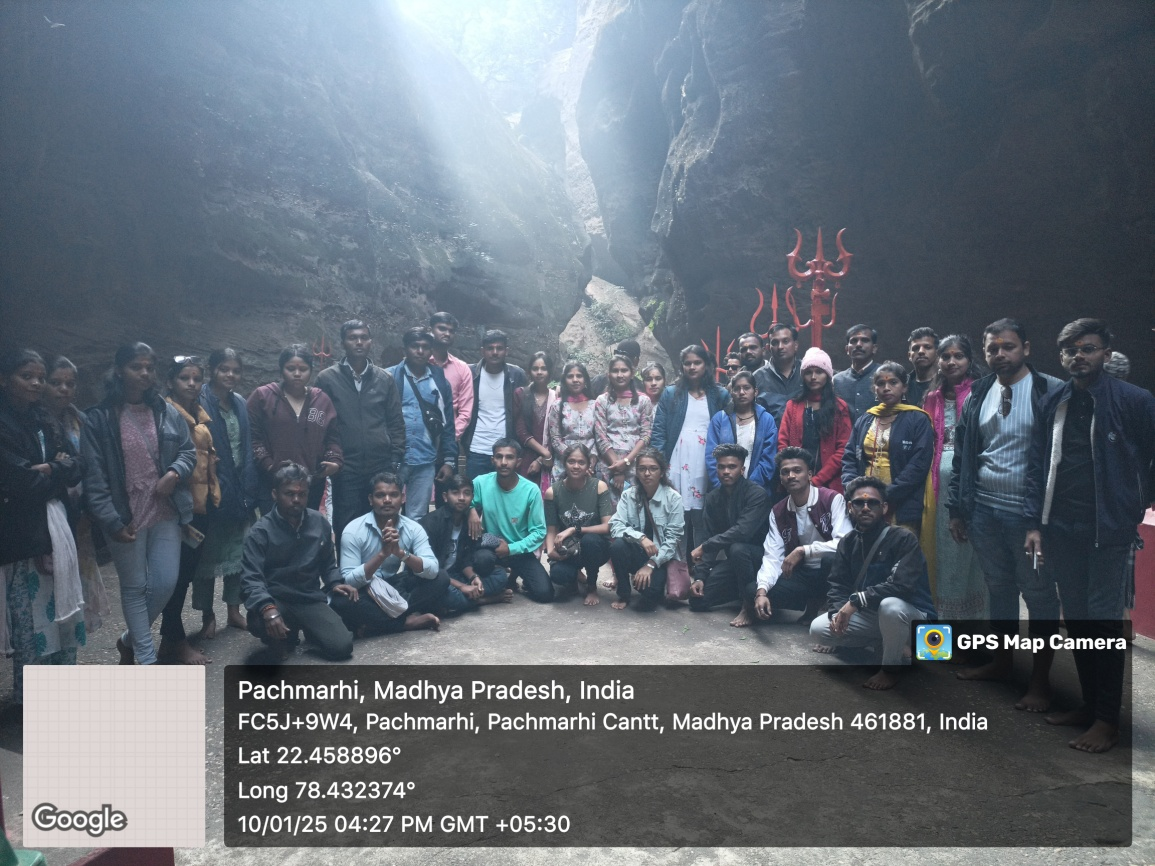 GPS Map Camera
Pachmarhi, Madhya Pradesh, India
FC5J+9W4, Pachmarhi, Pachmarhi Cantt, Madhya Pradesh 461881, India
Lat 22.458896°
Long 78.432374°
10/01/25 04:27 PM GMT +05:30
Google